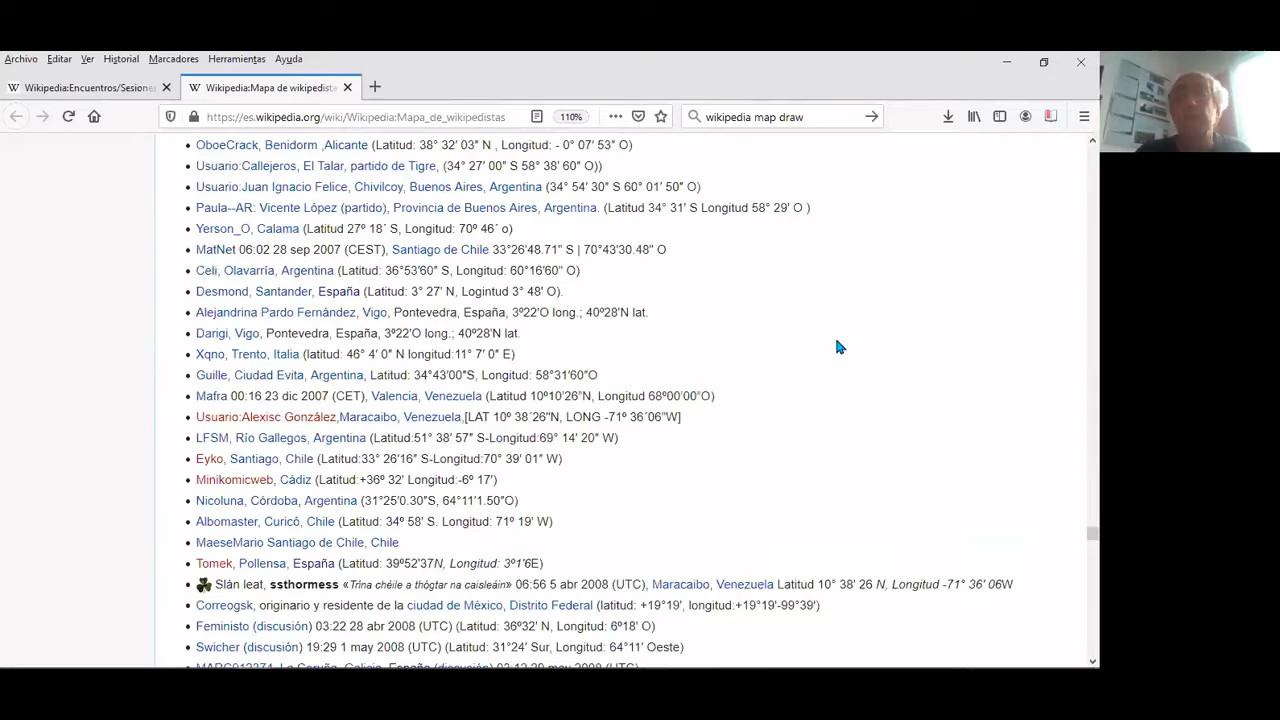 Archivo Editar Ver Historial Marcadores Herramientas Ayuda
Wikipedia:Encuentros/Sesione
Wikipedia:Mapa de wikipedista
https://es.wikipedia.org/wiki/Wikipedia:Mapa_de_wikipedistas
110%
wikipedia map draw
• OboeCrack, Benidorm ,Alicante (Latitud: 38° 32' 03" N , Longitud: - 0° 07' 53" O)
• Usuario:Callejeros, El Talar, partido de Tigre, (34° 27' 00" S 58° 38' 60" O))
• Usuario:Juan Ignacio Felice, Chivilcoy, Buenos Aires, Argentina (34° 54' 30" S 60° 01' 50" O)
• Paula--AR: Vicente López (partido), Provincia de Buenos Aires, Argentina. (Latitud 34° 31' S Longitud 58° 29' O )
• Yerson_O, Calama (Latitud 27º 18´ S, Longitud: 70º 46´ o)
• MatNet 06:02 28 sep 2007 (CEST), Santiago de Chile 33°26'48.71" S | 70°43'30.48" O
• Celi, Olavarría, Argentina (Latitud: 36°53'60" S, Longitud: 60°16'60" O)
• Desmond, Santander, España (Latitud: 3° 27' N, Logintud 3° 48' O).
• Alejandrina Pardo Fernández, Vigo, Pontevedra, España, 3º22'O long.; 40º28'N lat.
• Darigi, Vigo, Pontevedra, España, 3º22'O long.; 40º28'N lat.
• Xqno, Trento, Italia (latitud: 46° 4' 0" N longitud:11° 7' 0" E)
• Guille, Ciudad Evita, Argentina, Latitud: 34°43'00"S, Longitud: 58°31'60"O
• Mafra 00:16 23 dic 2007 (CET), Valencia, Venezuela (Latitud 10º10'26"N, Longitud 68º00'00"O)
• Usuario:Alexisc González,Maracaibo, Venezuela,[LAT 10º 38´26"N, LONG -71º 36´06"W]
• LFSM, Río Gallegos, Argentina (Latitud:51° 38' 57" S-Longitud:69° 14' 20" W)
• Eyko, Santiago, Chile (Latitud:33° 26'16" S-Longitud:70° 39' 01" W)
• Minikomicweb, Cádiz (Latitud:+36º 32' Longitud:-6º 17')
• Nicoluna, Córdoba, Argentina (31°25'0.30"S, 64°11'1.50"O)
• Albomaster, Curicó, Chile (Latitud: 34º 58' S. Longitud: 71º 19' W)
• MaeseMario Santiago de Chile, Chile
• Tomek, Pollensa, España (Latitud: 39º52'37N, Longitud: 3º1'6E)
• Slán leat, ssthormess «Trína chéile a thógtar na caisleáin» 06:56 5 abr 2008 (UTC), Maracaibo, Venezuela Latitud 10° 38' 26 N, Longitud -71° 36' 06W
• Correogsk, originario y residente de la ciudad de México, Distrito Federal (latitud: +19°19', longitud:+19°19'-99°39')
• Feministo (discusión) 03:22 28 abr 2008 (UTC) (Latitud: 36º32' N, Longitud: 6º18' O)
• Swicher (discusión) 19:29 1 may 2008 (UTC) (Latitud: 31°24' Sur, Longitud: 64°11' Oeste)